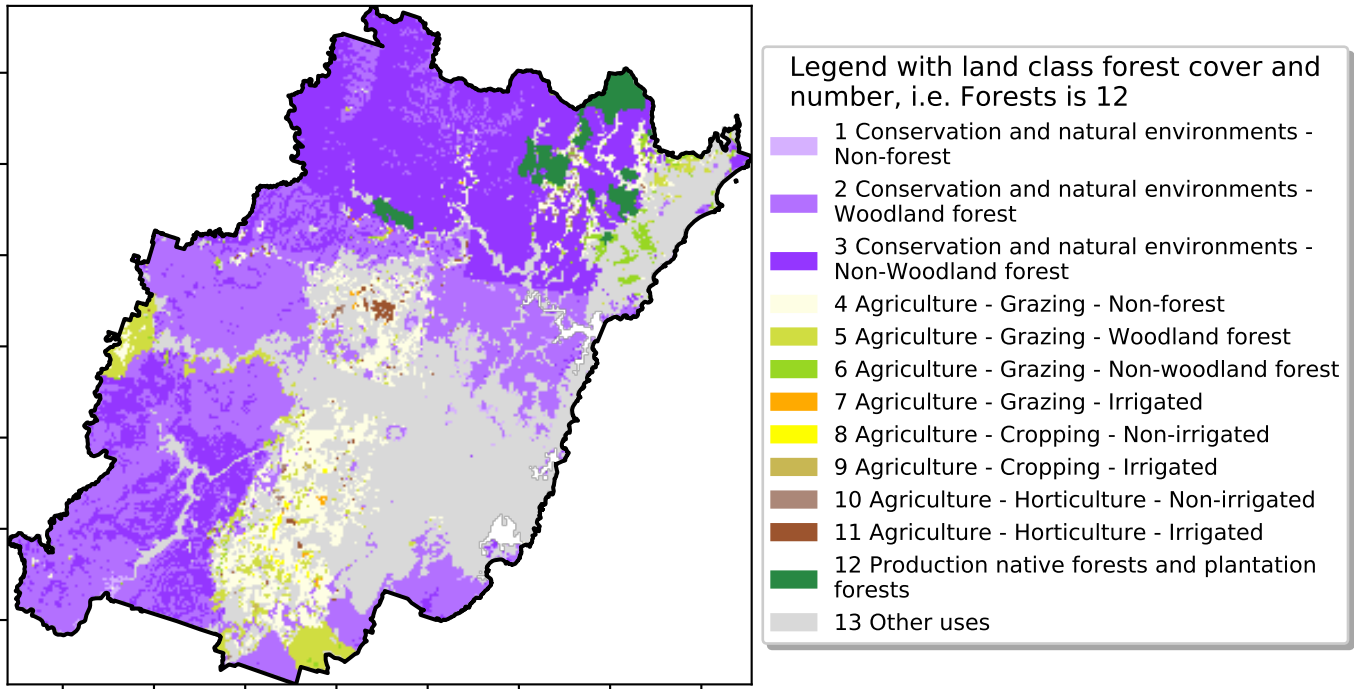 Legend with land class forest cover and
number, i.e. Forests is 12
1 Conservation and natural environments -
Non-forest
2 Conservation and natural environments -
Woodland forest
3 Conservation and natural environments -
Non-Woodland forest
4 Agriculture - Grazing - Non-forest
5 Agriculture - Grazing - Woodland forest
6 Agriculture - Grazing - Non-woodland forest
7 Agriculture - Grazing - Irrigated
8 Agriculture - Cropping - Non-irrigated
9 Agriculture - Cropping - Irrigated
10 Agriculture - Horticulture - Non-irrigated
11 Agriculture - Horticulture - Irrigated
12 Production native forests and plantation
forests
13 Other uses